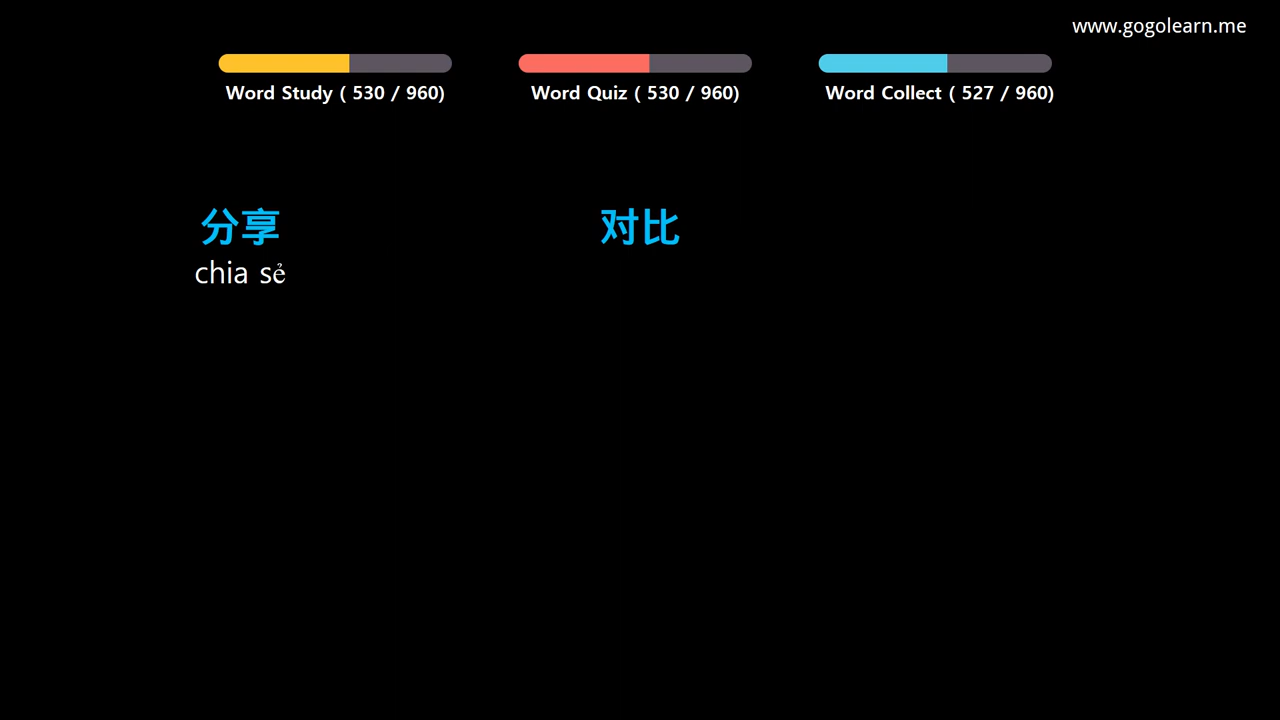 www.gogolearn.me
Word Study ( 530 / 960)
Word Quiz ( 530 / 960)
Word Collect ( 527 / 960)
分享
对比
chia sẻ